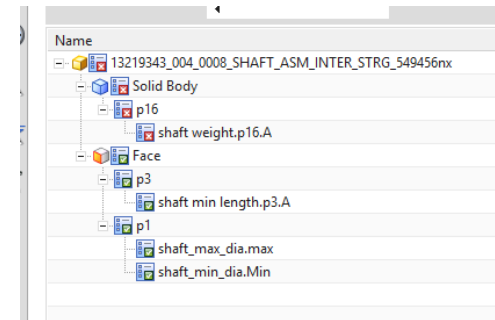 Name
13219343_004_0008_SHAFT_ASM_INTER_STRG_549456nx
Solid Body
p16
shaft weight.p16.A
Face
p3
shaft min length.p3.A
p1
shaft_max_dia.max
shaft_min_dia.Min